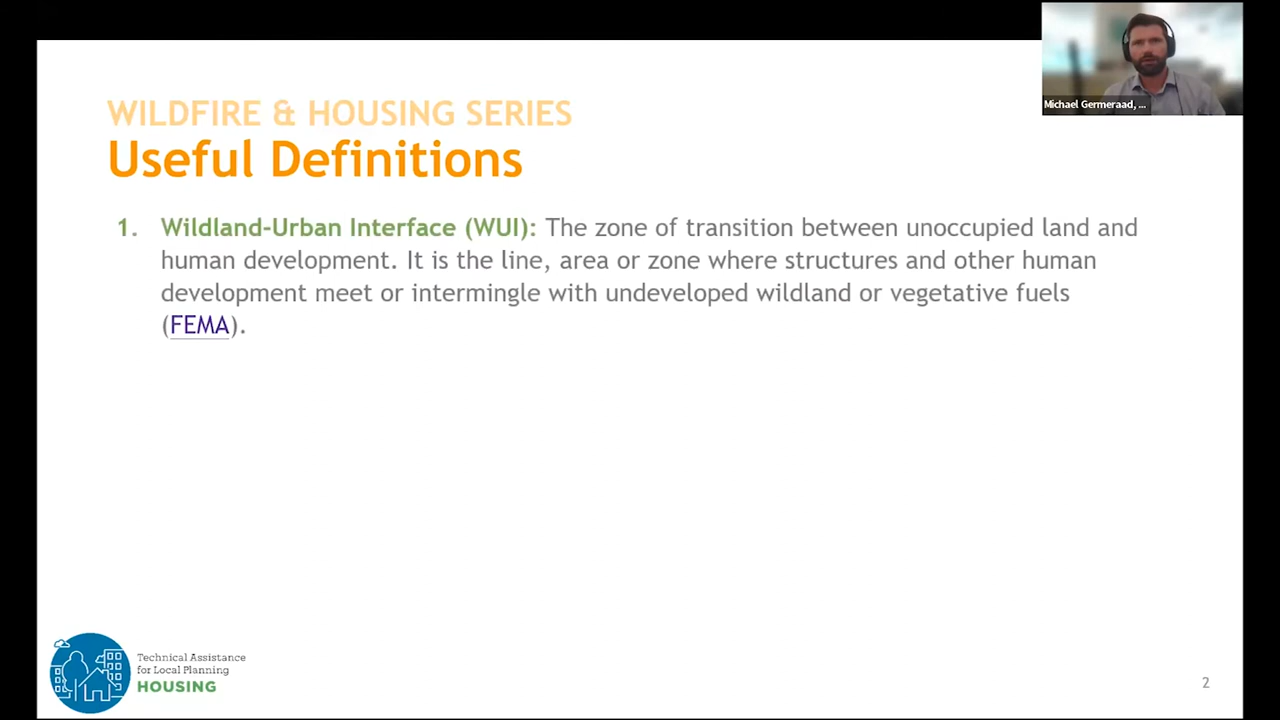 Michael Germeraad, ...
WILDFIRE & HOUSING SERIES
Useful Definitions
1. Wildland-Urban Interface (WUI): The zone of transition between unoccupied land and
human development. It is the line, area or zone where structures and other human
development meet or intermingle with undeveloped wildland or vegetative fuels
(FEMA).
Technical Assistance
for Local Planning
HOUSING
2